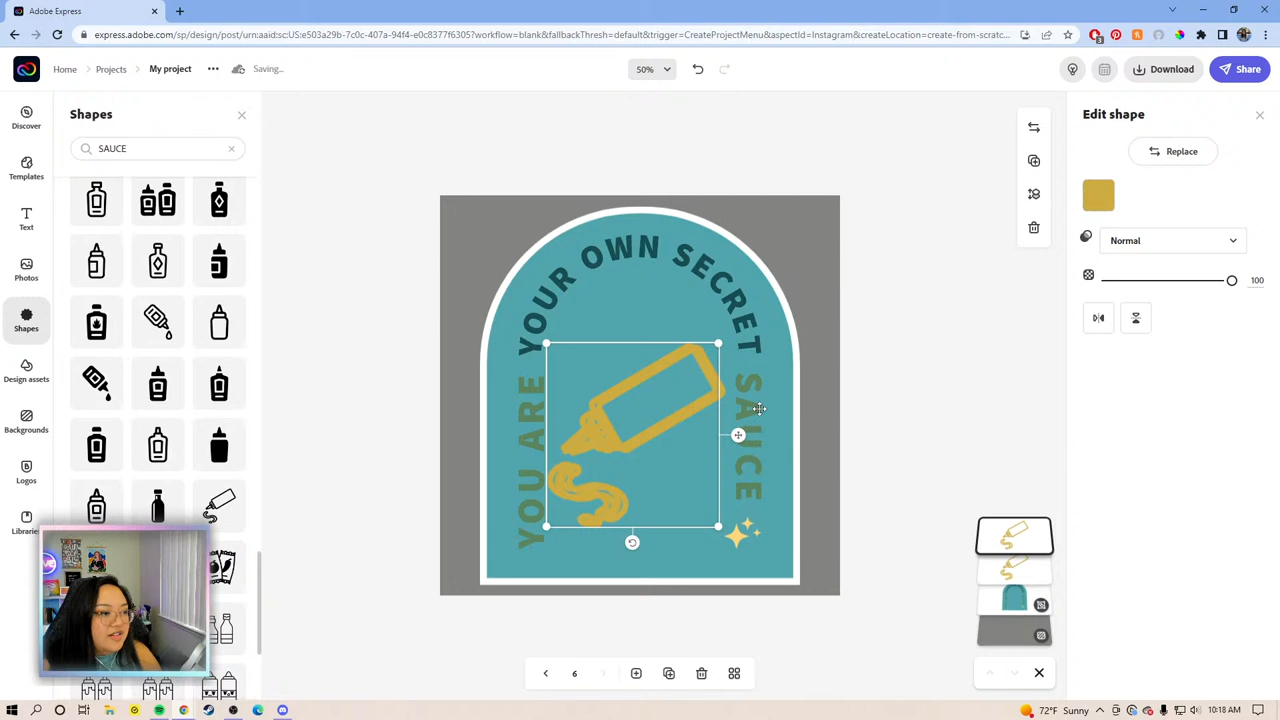 Adobe Express
express.adobe.com/sp/design/post/urn:aaid:sc:US:e503a29b-7c0c-407a-94f4-e0c8377f6305?workflow=blank&fallbackThresh=default&trigger=CreateProjectMenu&aspectId=Instagram&createLocation=create-from-scratc...
Home
Projects
My project
Saving...
50%
Download
Share
Discover
Templates
Text
Photos
Shapes
Design assets
Backgrounds
Logos
Librarie
Shapes
SAUCE
YOU ARE YOUR OWN SECRET SAUCE
6
Edit shape
Replace
Normal
100
72°F Sunny
10:18 AM